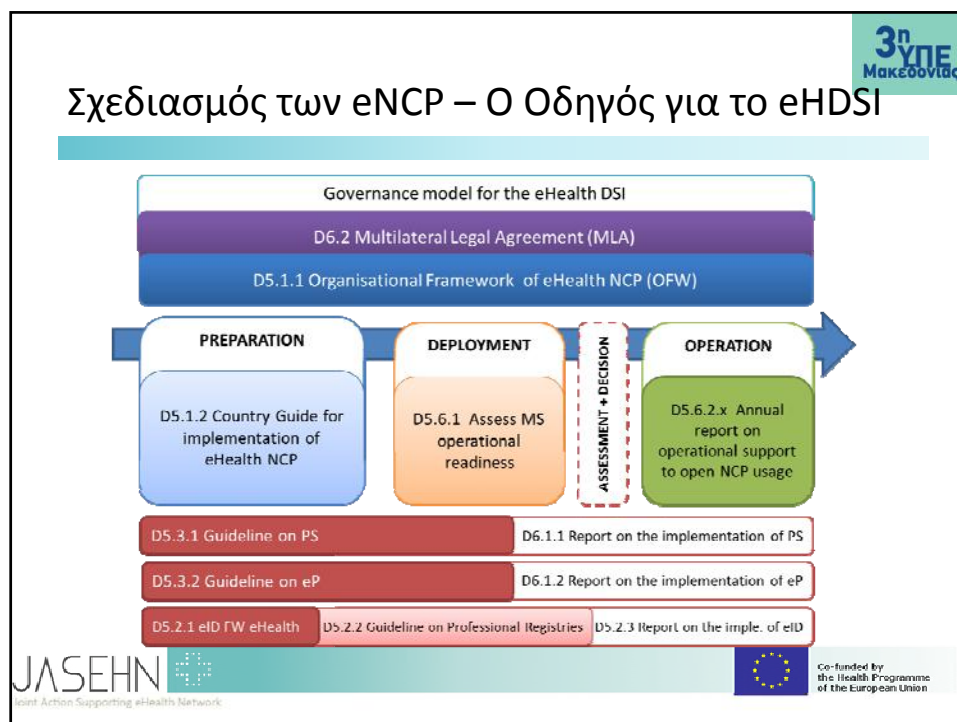 3η
ΥΠΕ
Μακεδονίας
Σχεδιασμός των eNCP – Ο Οδηγός για το eHDSI
Governance model for the eHealth DSI
D6.2 Multilateral Legal Agreement (MLA)
D5.1.1 Organisational Framework of eHealth NCP (OFW)
PREPARATION
D5.1.2 Country Guide for
implementation of
eHealth NCP
DEPLOYMENT
D5.6.1 Assess MS
operational
readiness
ASSESSMENT + DECISION
OPERATION
D5.6.2.x Annual
report on
operational support
to open NCP usage
D5.3.1 Guideline on PS
D6.1.1 Report on the implementation of PS
D5.3.2 Guideline on eP
D6.1.2 Report on the implementation of eP
D5.2.1 eID FW eHealth
D5.2.2 Guideline on Professional Registries
D5.2.3 Report on the imple. of eID
JASEHN
Joint Action Supporting eHealth Network
Co-funded by
the Health Programme
of the European Union